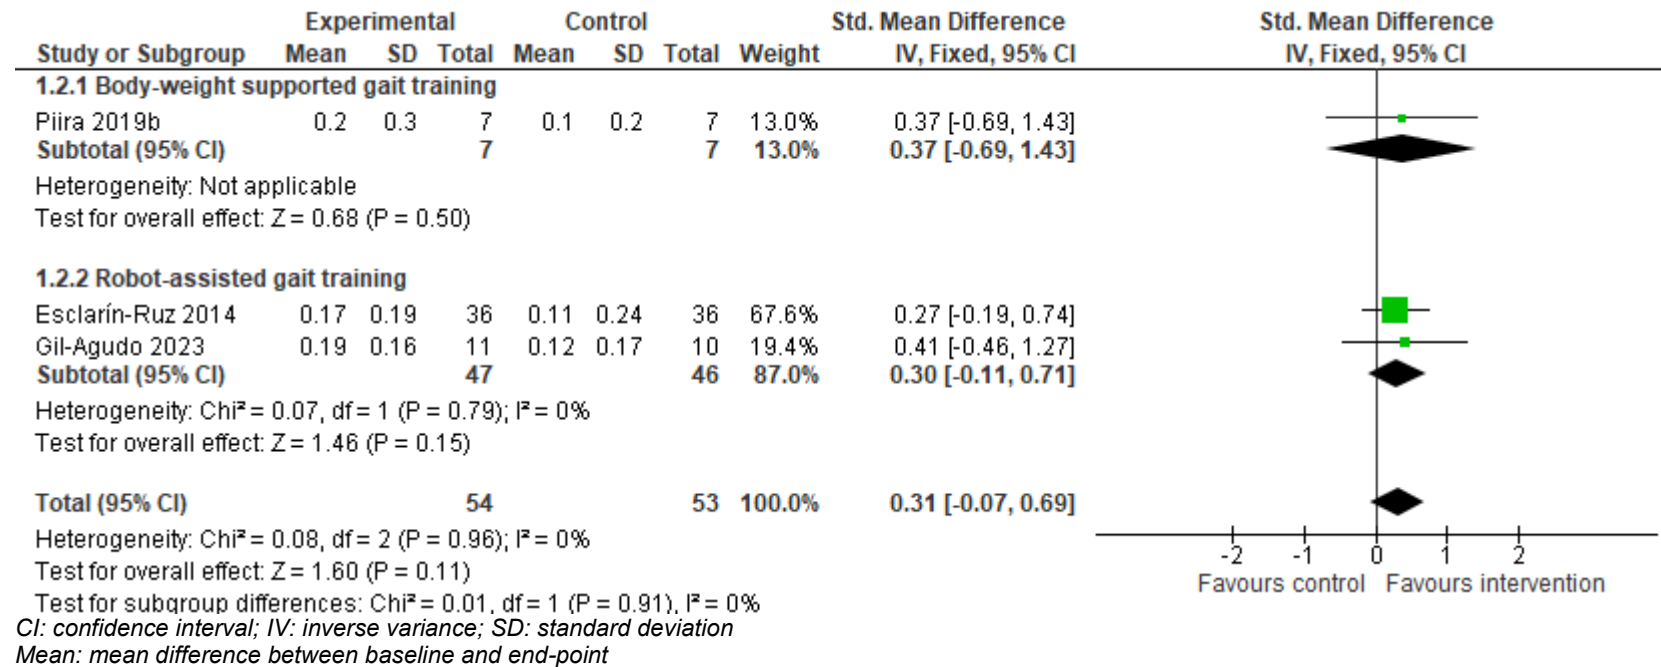 Experimental Control Std. Mean Difference Std. Mean Difference
Study or Subgroup Mean SD Total Mean SD Total Weight IV, Fixed, 95% CI IV, Fixed, 95% CI
1.2.1 Body-weight supported gait training
Piira 2019b 0.2 0.3 7 0.1 0.2 7 13.0% 0.37 [-0.69, 1.43]
Subtotal (95% CI) 7 7 13.0% 0.37 [-0.69, 1.43]
Heterogeneity: Not applicable
Test for overall effect: Z = 0.68 (P = 0.50)
1.2.2 Robot-assisted gait training
Esclarín-Ruz 2014 0.17 0.19 36 0.11 0.24 36 67.6% 0.27 [-0.19, 0.74]
Gil-Agudo 2023 0.19 0.16 11 0.12 0.17 10 19.4% 0.41 [-0.46, 1.27]
Subtotal (95% CI) 47 46 87.0% 0.30 [-0.11, 0.71]
Heterogeneity: Chi² = 0.07, df = 1 (P = 0.79); I² = 0%
Test for overall effect: Z = 1.46 (P = 0.15)
Total (95% CI) 54 53 100.0% 0.31 [-0.07, 0.69]
Heterogeneity: Chi² = 0.08, df = 2 (P = 0.96); I² = 0%
Test for overall effect: Z = 1.60 (P = 0.11)
Test for subgroup differences: Chi² = 0.01, df = 1 (P = 0.91), I² = 0%
-2 -1 0 1 2
Favours control Favours intervention
CI: confidence interval; IV: inverse variance; SD: standard deviation
Mean: mean difference between baseline and end-point